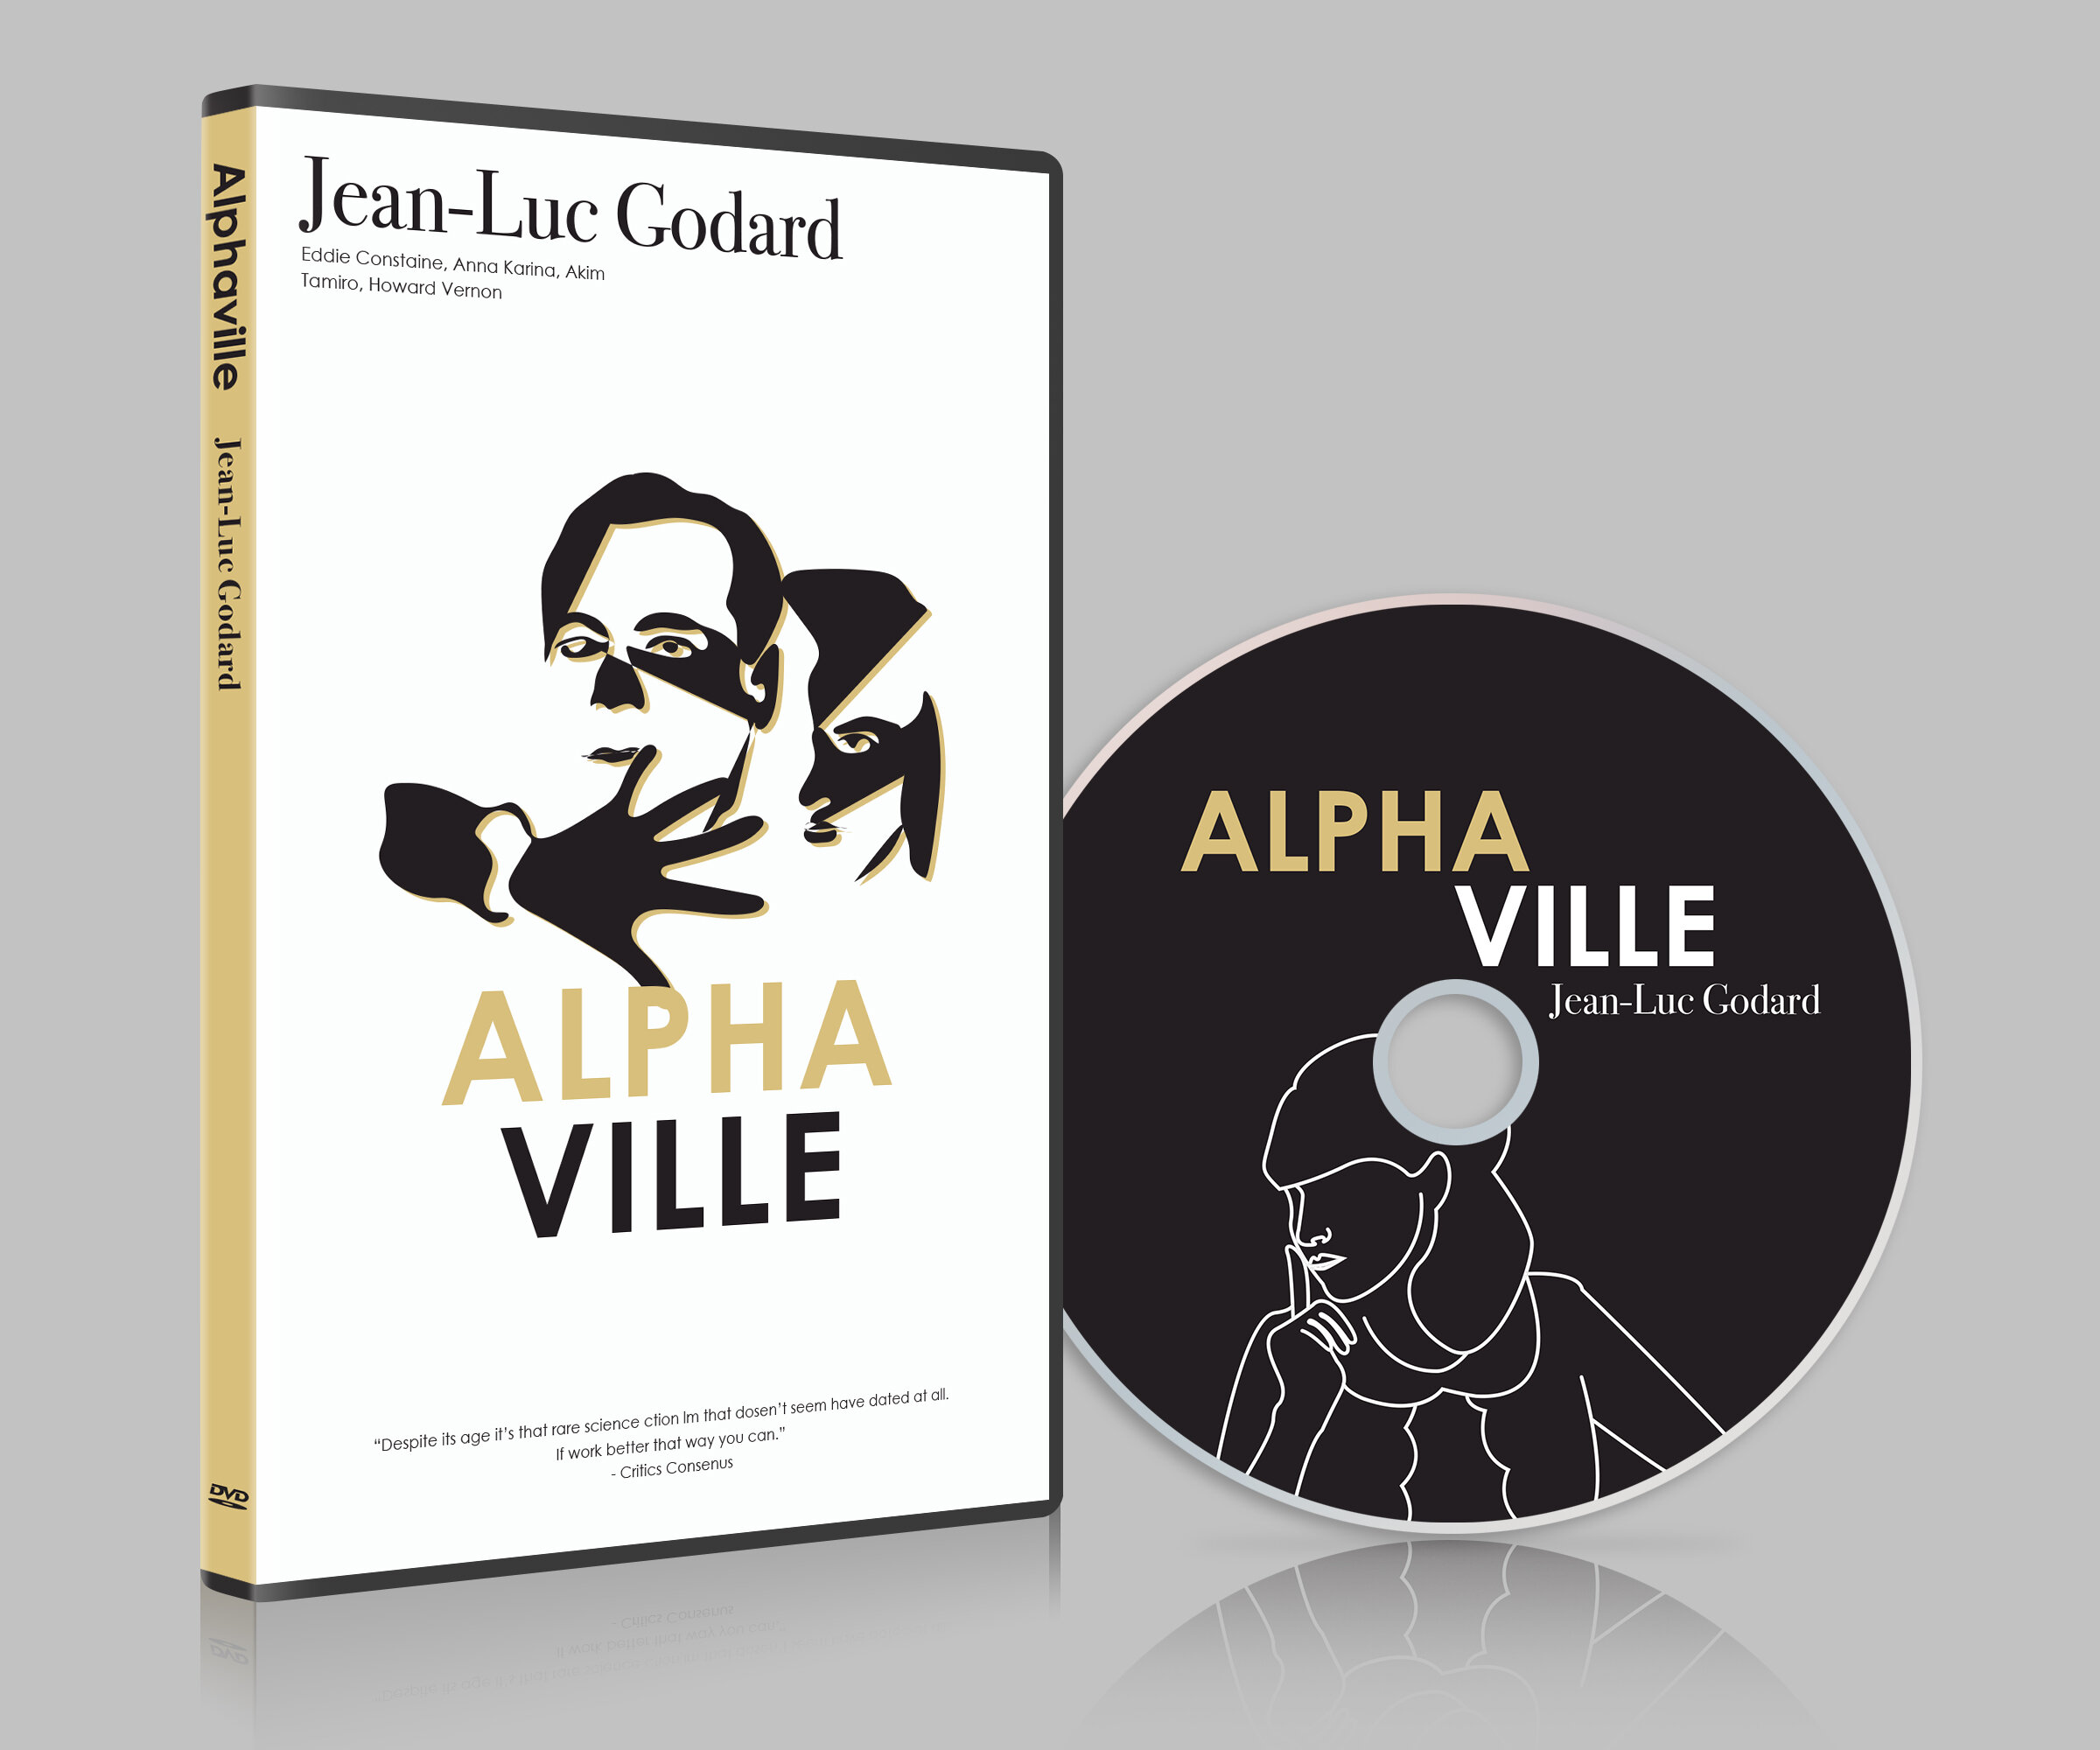 Alphaville Jean-Luc Godard
DVD
Jean-Luc Godard
Eddie Constaine, Anna Karina, Akim
Tamiro, Howard Vernon
ALPHA
VILLE
“Despite its age it’s that rare science ction lm that dosen’t seem have dated at all.
If work better that way you can.”
- Critics Consenus
ALPHA
VILLE
Jean-Luc Godard